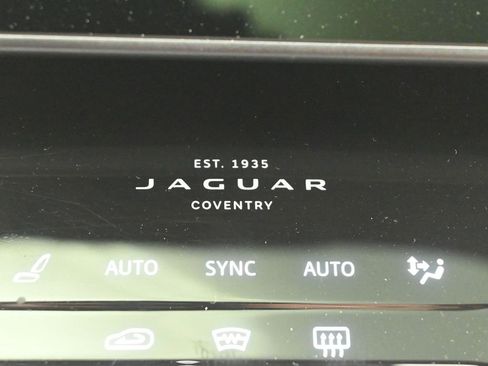 EST. 1935
JAGUAR
COVENTRY
AUTO SYNC AUTO